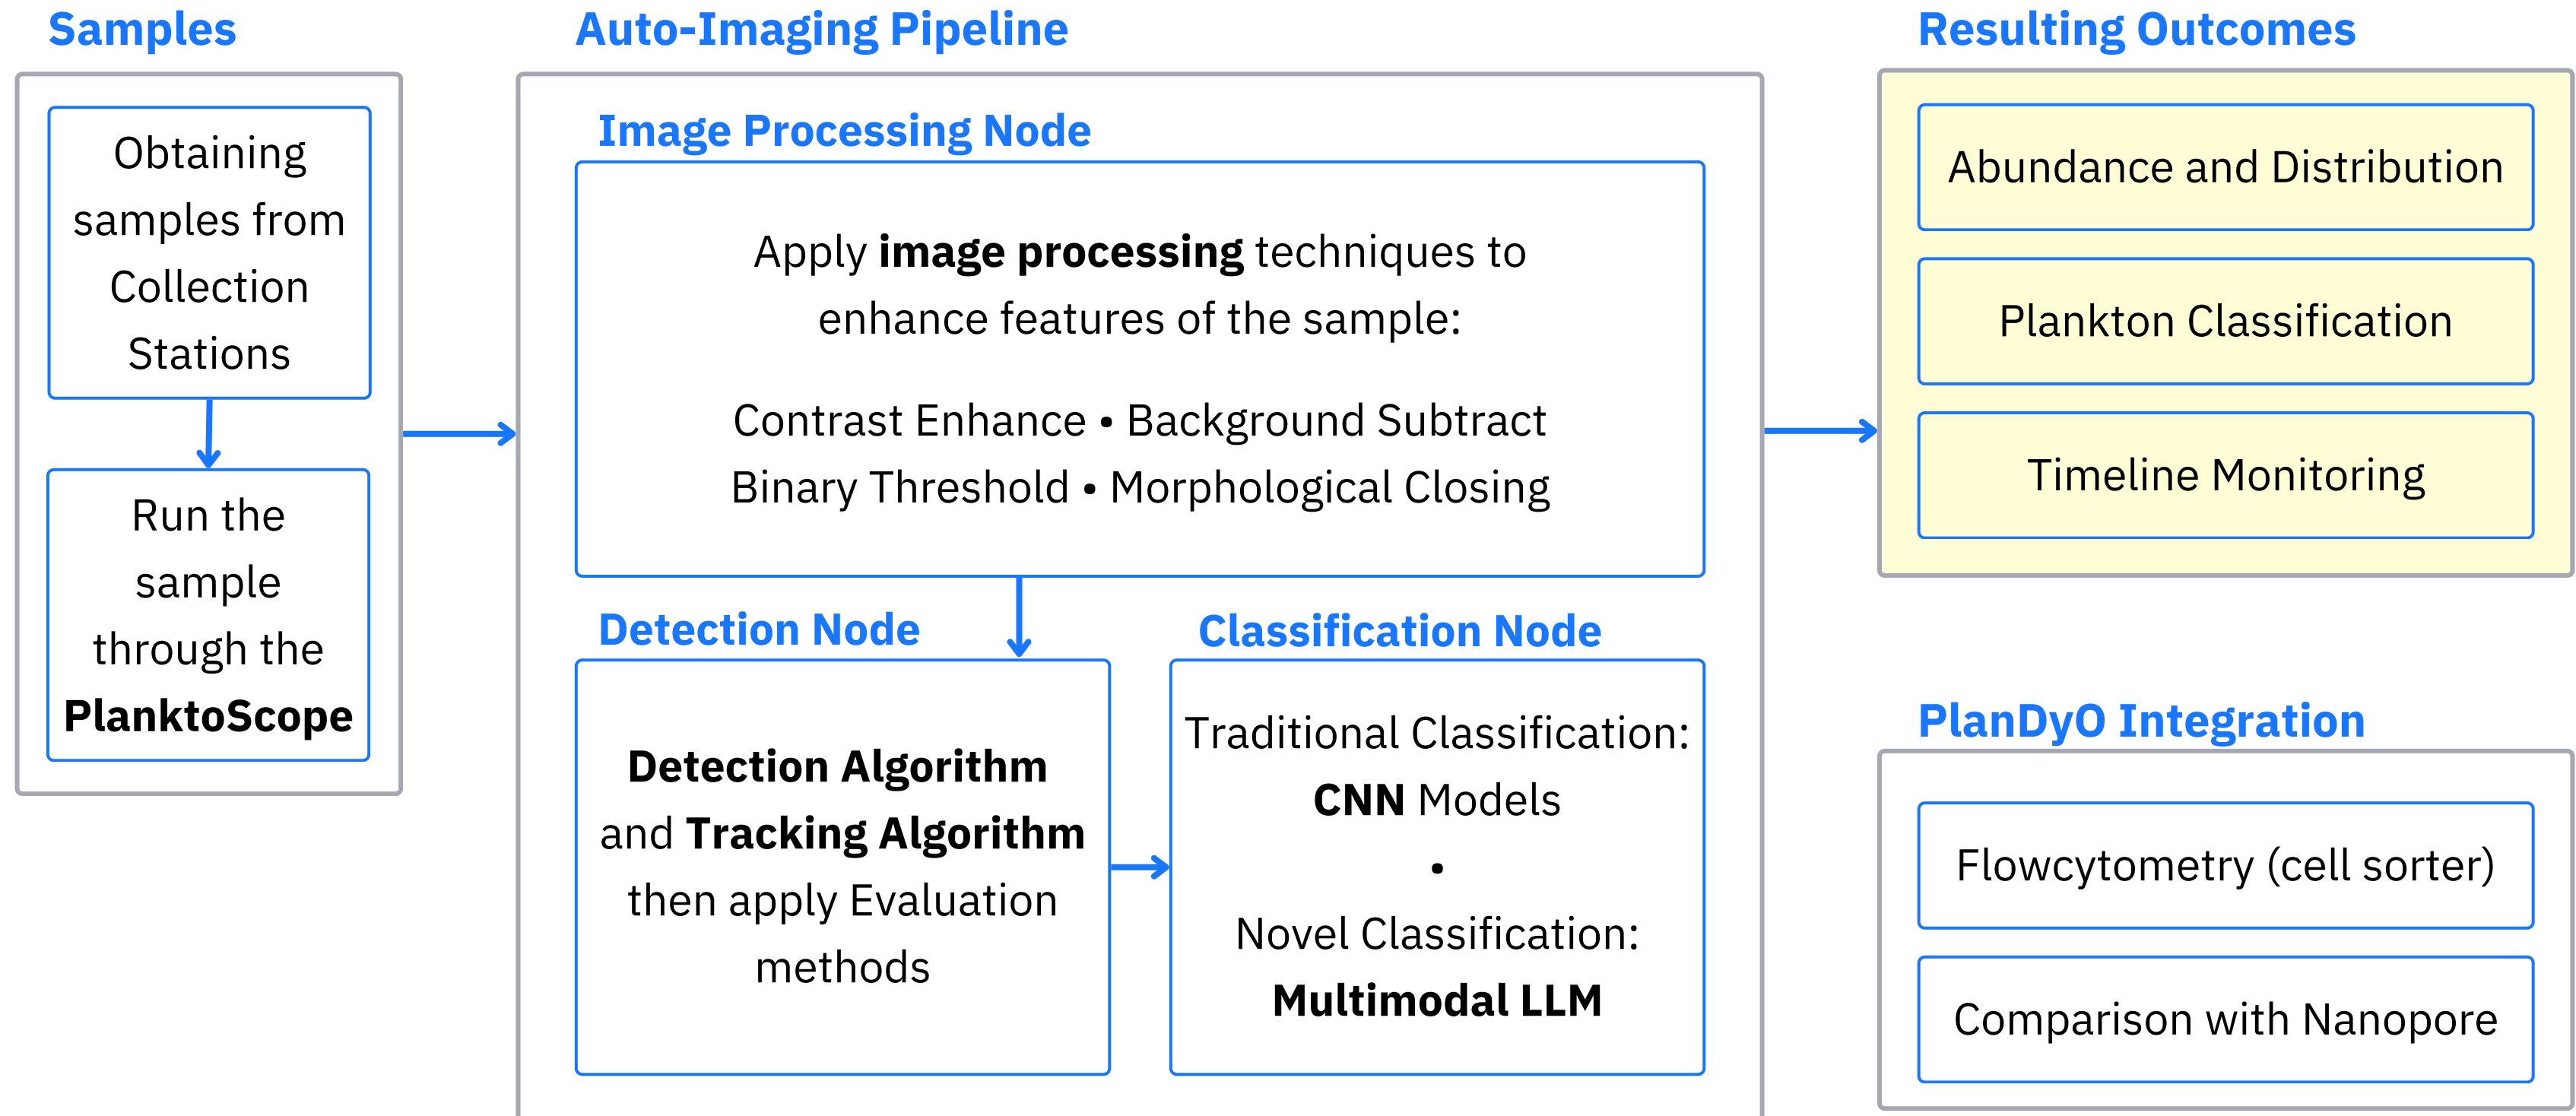 Samples
Obtaining
samples from
Collection
Stations
Run the
sample
through the
PlanktoScope
Auto-Imaging Pipeline
Image Processing Node
Apply image processing techniques to
enhance features of the sample:
Contrast Enhance • Background Subtract
Binary Threshold • Morphological Closing
Detection Node
Detection Algorithm
and Tracking Algorithm
then apply Evaluation
methods
Classification Node
Traditional Classification:
CNN Models
•
Novel Classification:
Multimodal LLM
Resulting Outcomes
Abundance and Distribution
Plankton Classification
Timeline Monitoring
PlanDyO Integration
Flowcytometry (cell sorter)
Comparison with Nanopore